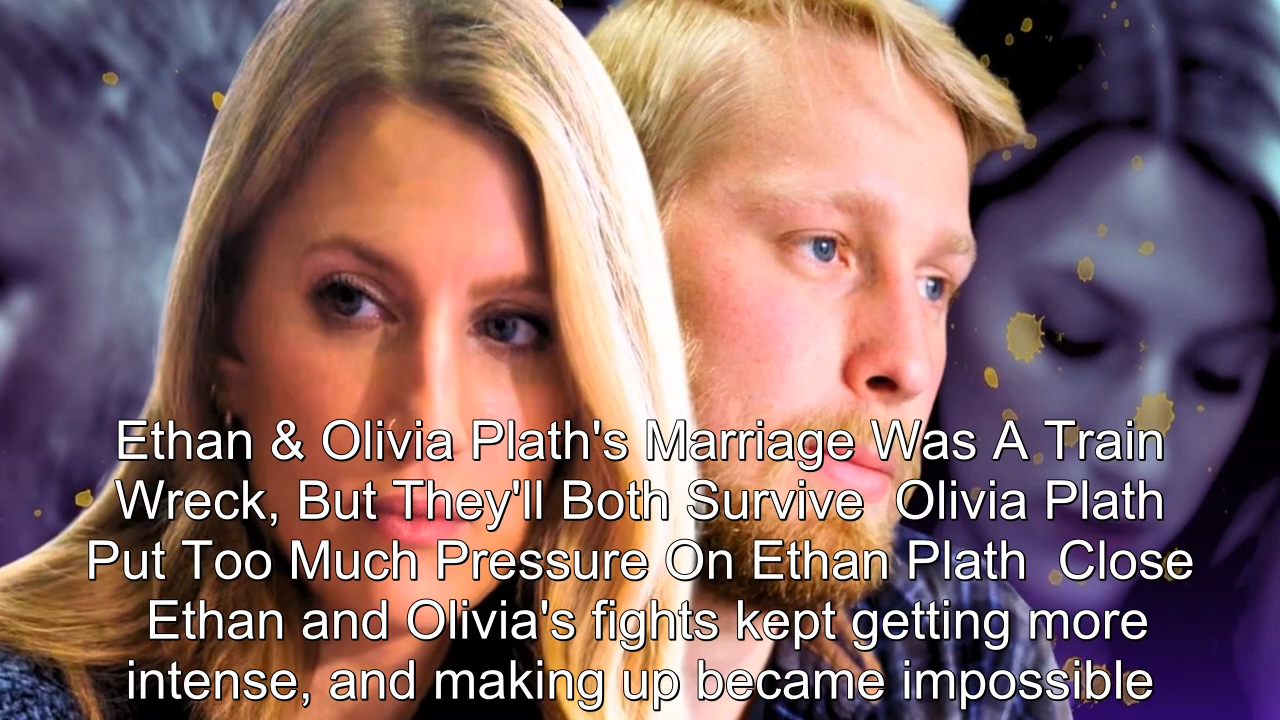 Ethan & Olivia Plath's Marriage Was A Train
Wreck, But They'll Both Survive  Olivia Plath
Put Too Much Pressure On Ethan Plath  Close
Ethan and Olivia's fights kept getting more
intense, and making up became impossible